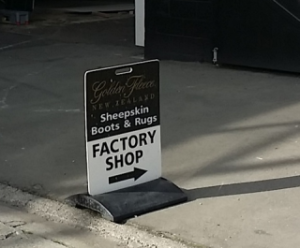 Golden Fleece
NEW ZEALAND
Sheepskin
Boots & Rugs
FACTORY
SHOP